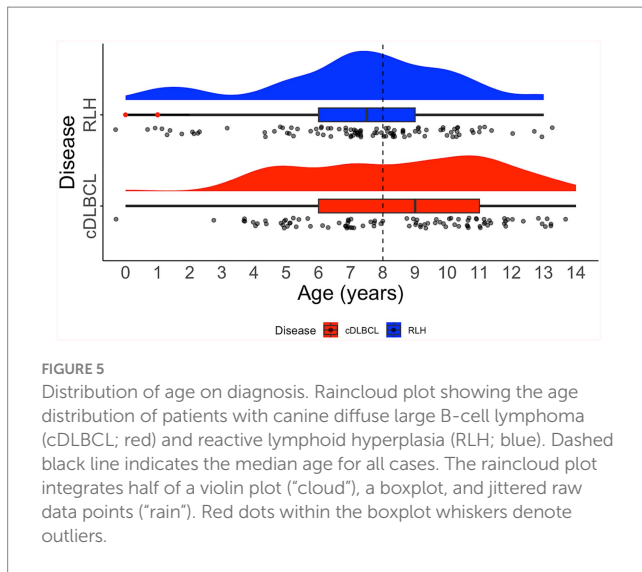 RLH
cDLBCL
Disease
0 1 2 3 4 5 6 7 8 9 10 11 12 13 14
Age (years)
Disease cDLBCL RLH
FIGURE 5
Distribution of age on diagnosis. Raincloud plot showing the age
distribution of patients with canine diffuse large B-cell lymphoma
(cDLBCL; red) and reactive lymphoid hyperplasia (RLH; blue). Dashed
black line indicates the median age for all cases. The raincloud plot
integrates half of a violin plot (“cloud”), a boxplot, and jittered raw
data points (“rain”). Red dots within the boxplot whiskers denote
outliers.